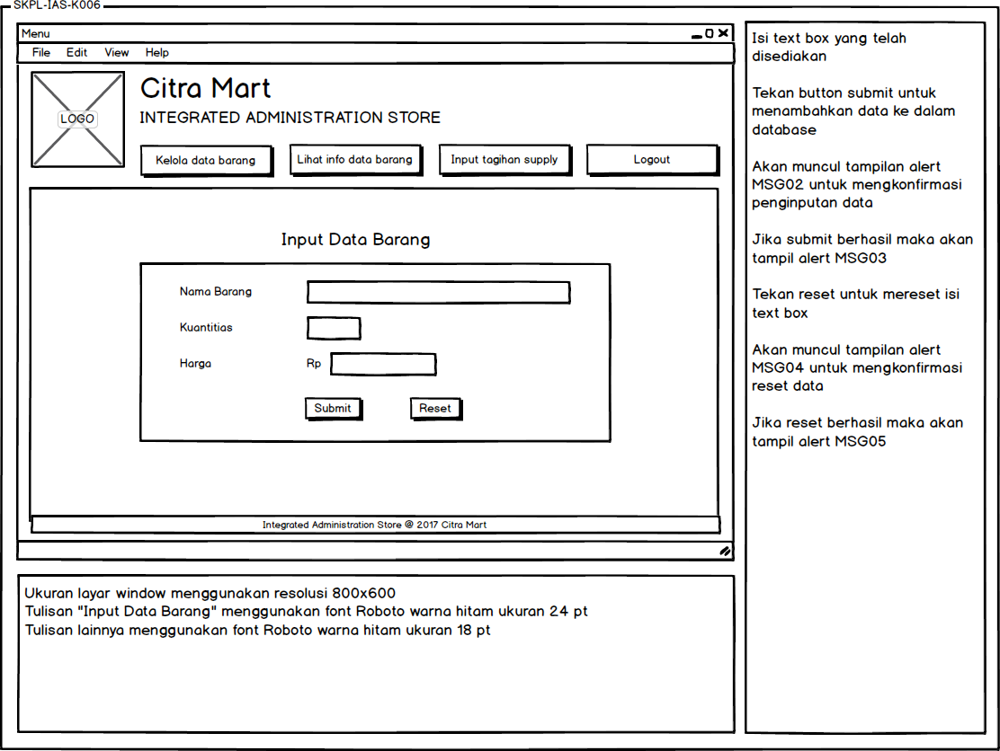 SKPL-IAS-K006
Menu
File Edit View Help
LOGO
Citra Mart
INTEGRATED ADMINISTRATION STORE
Kelola data barang Lihat info data barang Input tagihan supply Logout
Input Data Barang
Nama Barang
Kuantitias
Harga Rp
Submit Reset
Integrated Administration Store @ 2017 Citra Mart
Isi text box yang telah
disediakan
Tekan button submit untuk
menambahkan data ke dalam
database
Akan muncul tampilan alert
MSG02 untuk mengkonfirmasi
penginputan data
Jika submit berhasil maka akan
tampil alert MSG03
Tekan reset untuk mereset isi
text box
Akan muncul tampilan alert
MSG04 untuk mengkonfirmasi
reset data
Jika reset berhasil maka akan
tampil alert MSG05
Ukuran layar window menggunakan resolusi 800x600
Tulisan "Input Data Barang" menggunakan font Roboto warna hitam ukuran 24 pt
Tulisan lainnya menggunakan font Roboto warna hitam ukuran 18 pt